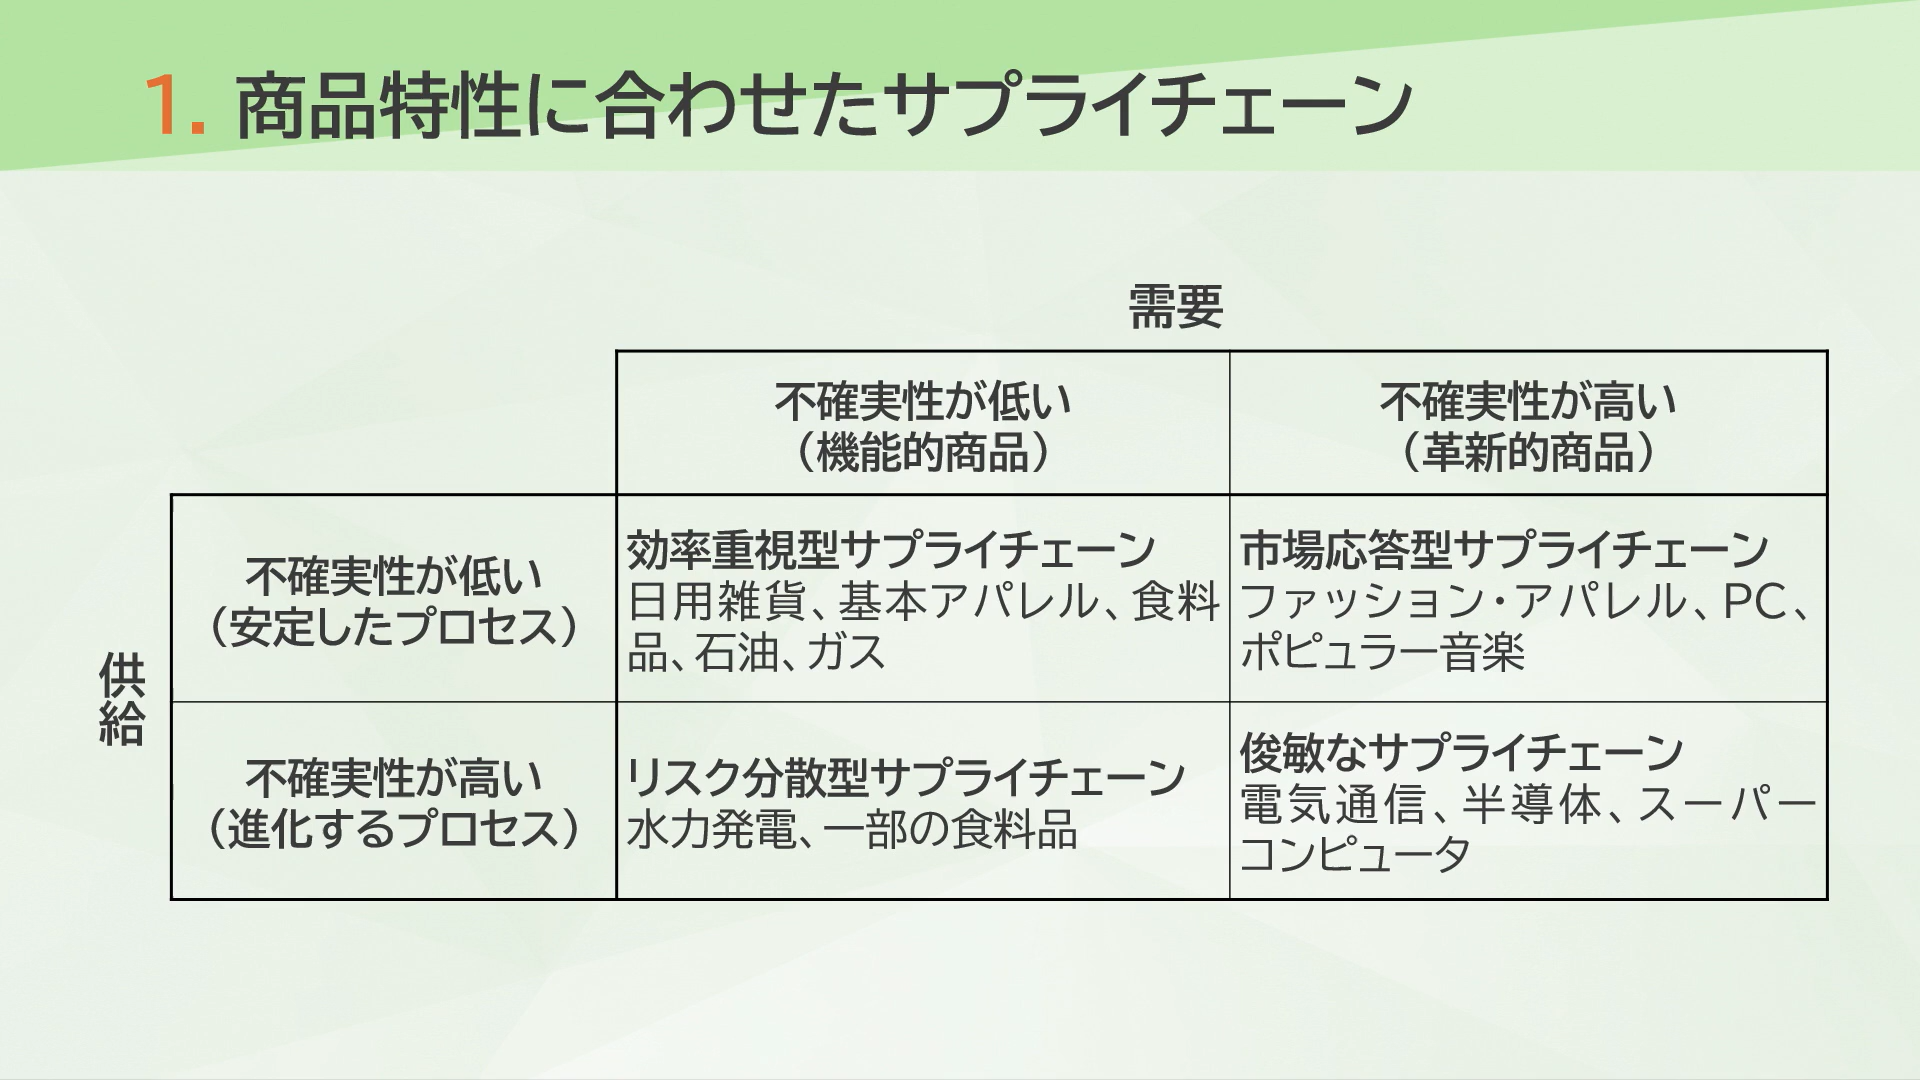 1. 商品特性に合わせたサプライチェーン
需要
不確実性が低い
（機能的商品）
不確実性が高い
（革新的商品）
供給
不確実性が低い
（安定したプロセス）
効率重視型サプライチェーン
日用雑貨、基本アパレル、食料
品、石油、ガス
市場応答型サプライチェーン
ファッション・アパレル、PC、
ポピュラー音楽
不確実性が高い
（進化するプロセス）
リスク分散型サプライチェーン
水力発電、一部の食料品
俊敏なサプライチェーン
電気通信、半導体、スーパー
コンピュータ